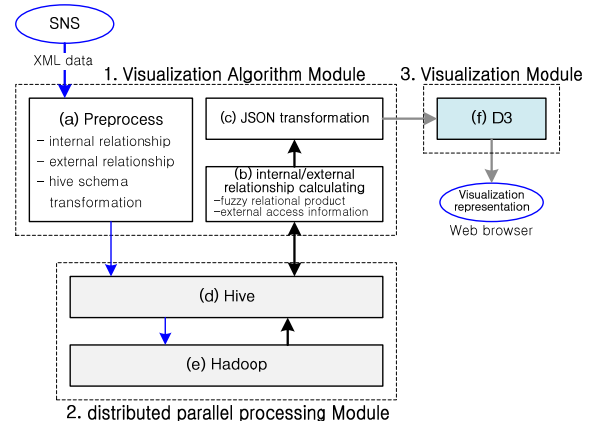 SNS
XML data
1. Visualization Algorithm Module
3. Visualization Module
(a) Preprocess
– internal relationship
– external relationship
– hive schema
transformation
(c) JSON transformation
(b) internal/external
relationship calculating
–fuzzy relational product
–external access information
(f) D3
Visualization
representation
Web browser
(d) Hive
(e) Hadoop
2. distributed parallel processing Module